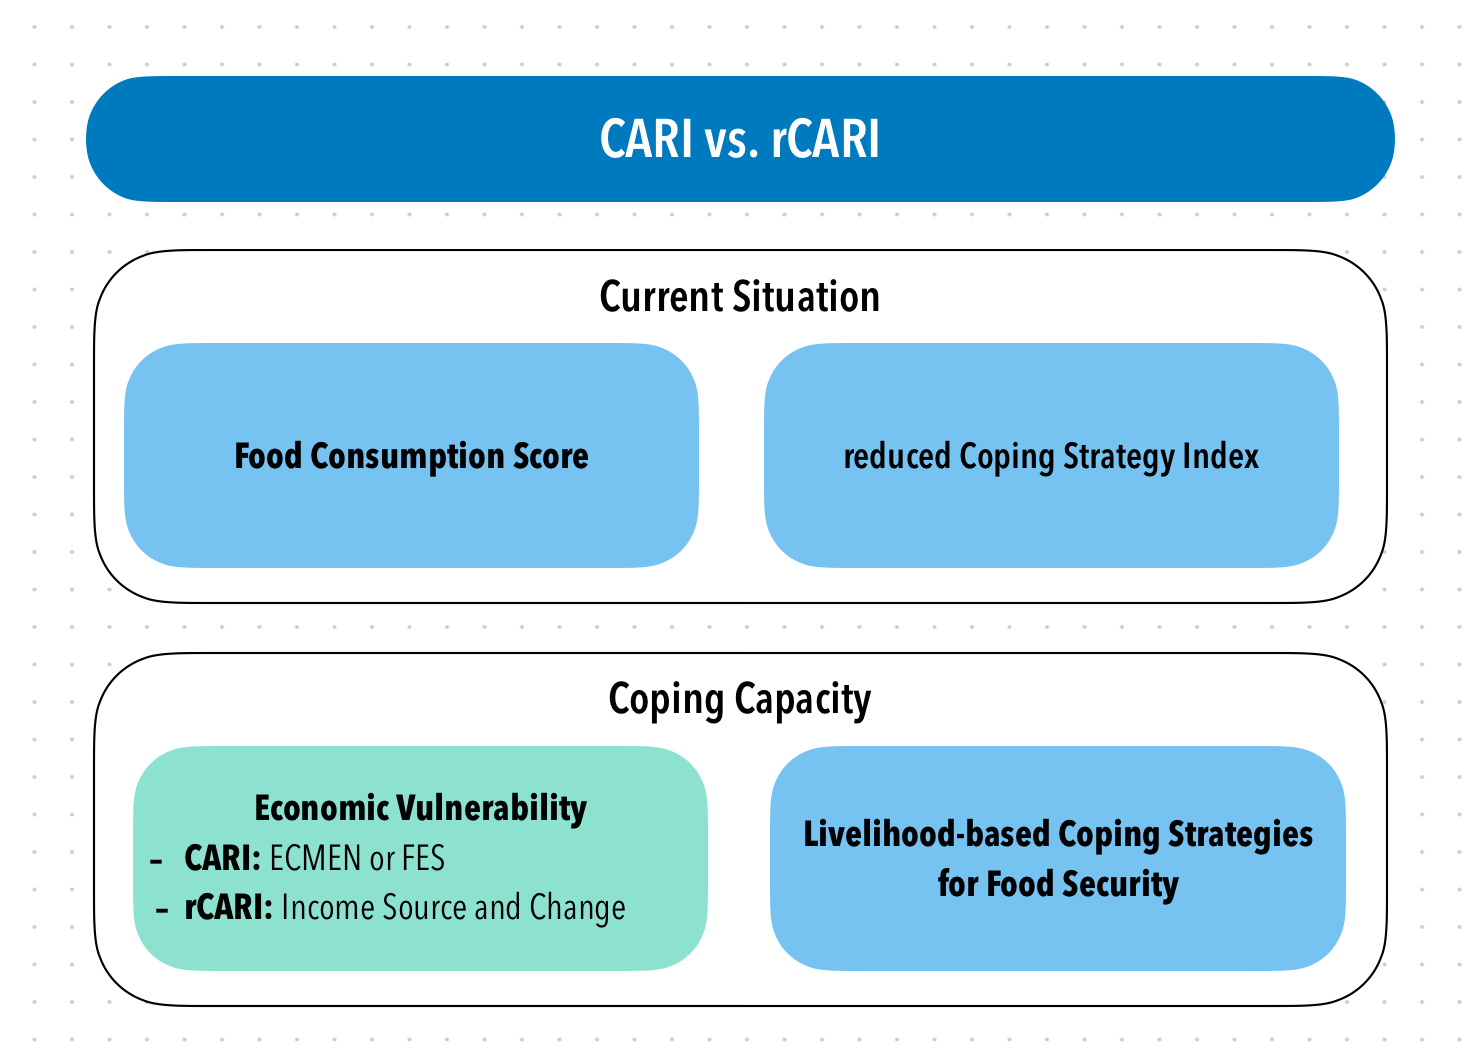 CARI vs. rCARI
Current Situation
Food Consumption Score
reduced Coping Strategy Index
Coping Capacity
Economic Vulnerability
- CARI: ECMEN or FES
- rCARI: Income Source and Change
Livelihood-based Coping Strategies
for Food Security